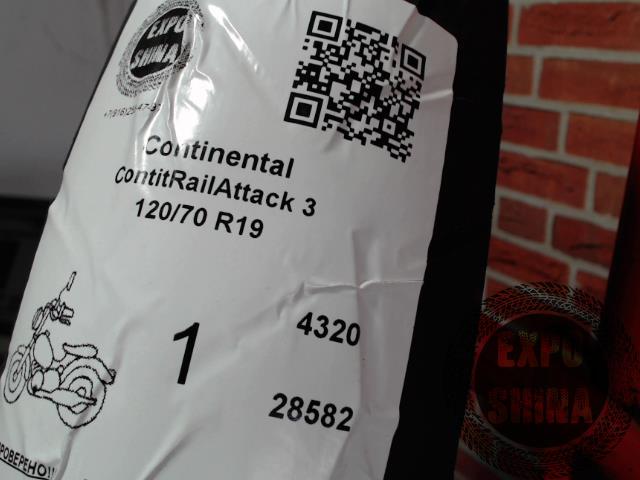 EXPO
SHINA
Continental
ContitRailAttack 3
120/70 R19
1
4320
28582
EXPO
SHINA